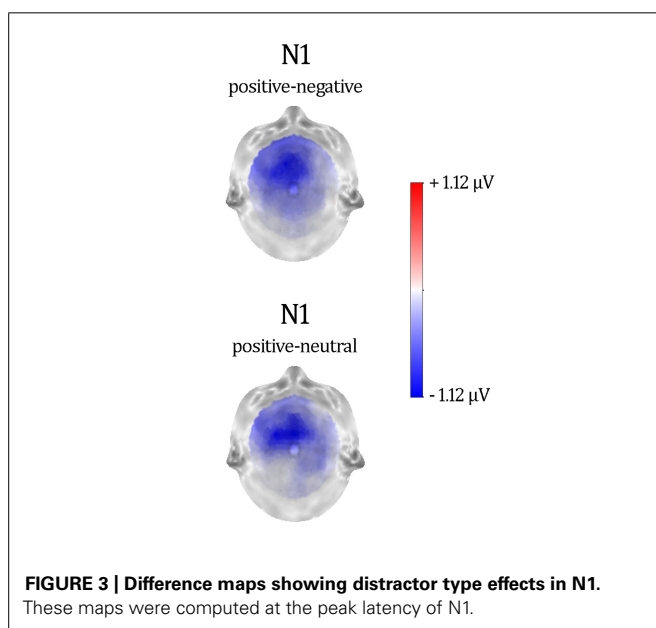 N1
positive-negative
+ 1.12 µV
- 1.12 µV
N1
positive-neutral
FIGURE 3 | Difference maps showing distractor type effects in N1.
These maps were computed at the peak latency of N1.